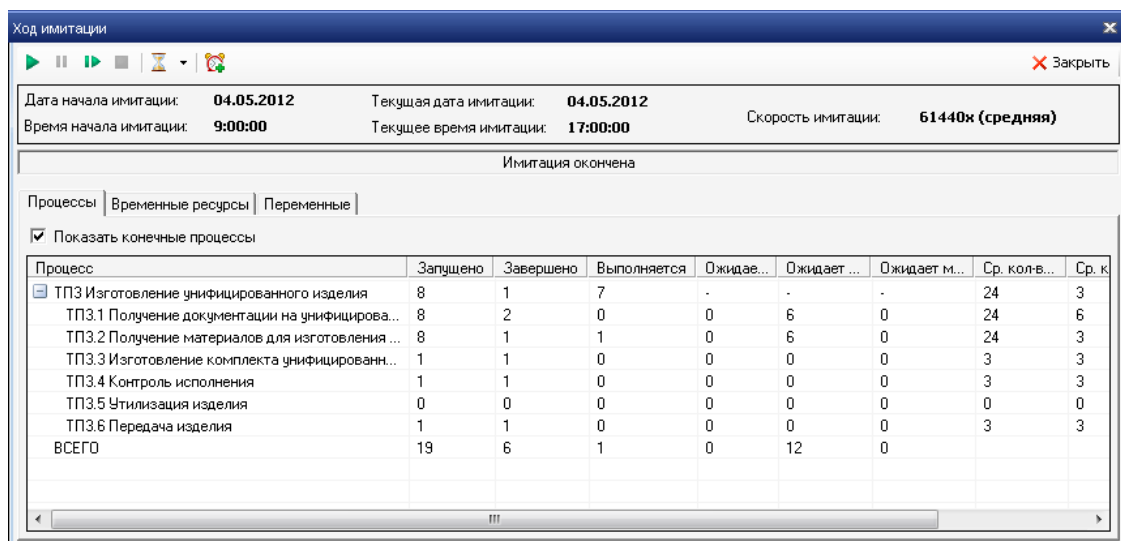 Ход имитации
Закрыть
Дата начала имитации: 04.05.2012 Текущая дата имитации: 04.05.2012
Время начала имитации: 9:00:00 Текущее время имитации: 17:00:00
Скорость имитации: 61440x (средняя)
Имитация окончена
Процессы Временные ресурсы Переменные
Показать конечные процессы
Процесс Запущено Завершено Выполняется Ожидае... Ожидает ... Ожидает м... Ср. кол-в... Ср. к
ТП3 Изготовление унифицированного изделия 8 1 7 - - - 24 3
ТП3.1 Получение документации на унифицирова... 8 2 0 0 6 0 24 6
ТП3.2 Получение материалов для изготовления ... 8 1 1 0 6 0 24 3
ТП3.3 Изготовление комплекта унифицированн... 1 1 0 0 0 0 3 3
ТП3.4 Контроль исполнения 1 1 0 0 0 0 3 3
ТП3.5 Утилизация изделия 0 0 0 0 0 0 0 0
ТП3.6 Передача изделия 1 1 0 0 0 0 3 3
ВСЕГО 19 6 1 0 12 0